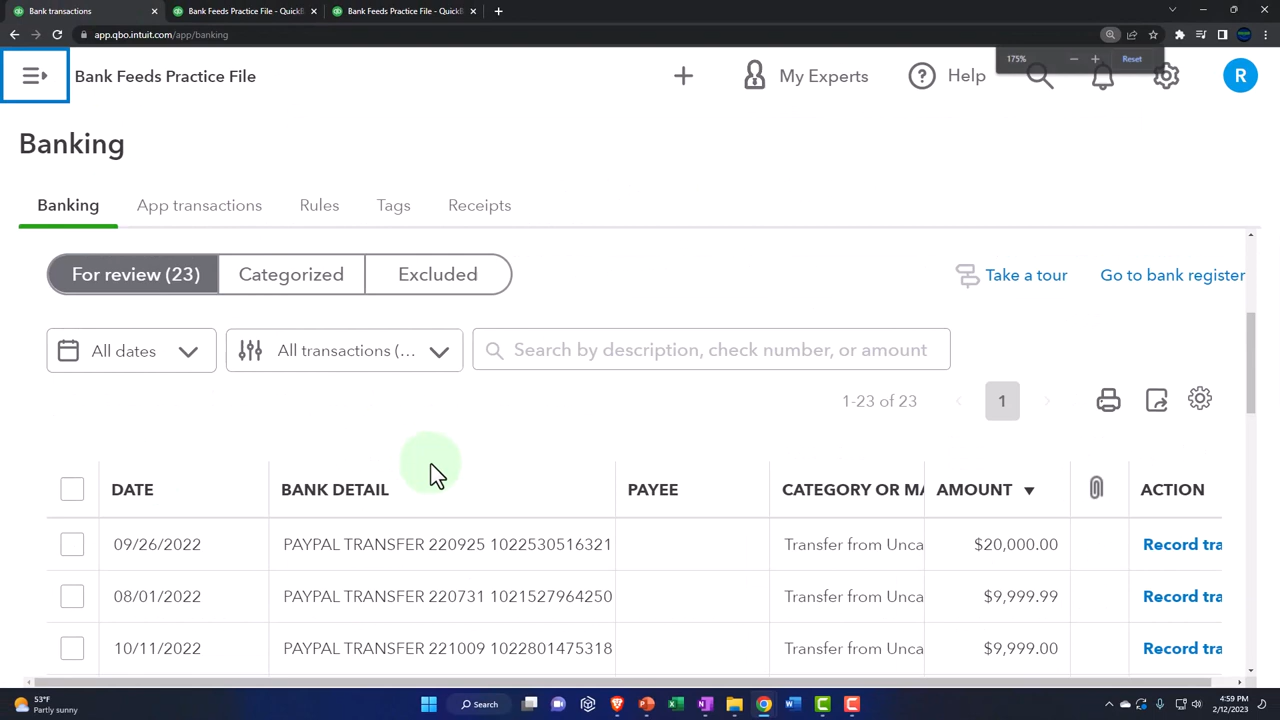 Bank transactions
Bank Feeds Practice File - QuickB
Bank Feeds Practice File - QuickB
app.qbo.intuit.com/app/banking
175%
Reset
Bank Feeds Practice File
My Experts
Help
R
Banking
Banking
App transactions
Rules
Tags
Receipts
For review (23)
Categorized
Excluded
Take a tour
Go to bank register
All dates
All transactions (...
Search by description, check number, or amount
1-23 of 23
1
DATE BANK DETAIL PAYEE CATEGORY OR MA AMOUNT ACTION
09/26/2022 PAYPAL TRANSFER 220925 1022530516321 Transfer from Unca $20,000.00 Record tra
08/01/2022 PAYPAL TRANSFER 220731 1021527964250 Transfer from Unca $9,999.99 Record tra
10/11/2022 PAYPAL TRANSFER 221009 1022801475318 Transfer from Unca $9,999.00 Record tra
53°F
Partly sunny
Search
4:59 PM
2/12/2023